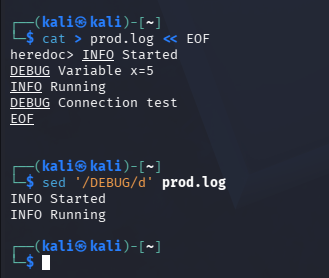 ┌──(kali㉿kali)-[~]
└─$ cat > prod.log << EOF
heredoc> INFO Started
DEBUG Variable x=5
INFO Running
DEBUG Connection test
EOF
┌──(kali㉿kali)-[~]
└─$ sed '/DEBUG/d' prod.log
INFO Started
INFO Running
┌──(kali㉿kali)-[~]
└─$